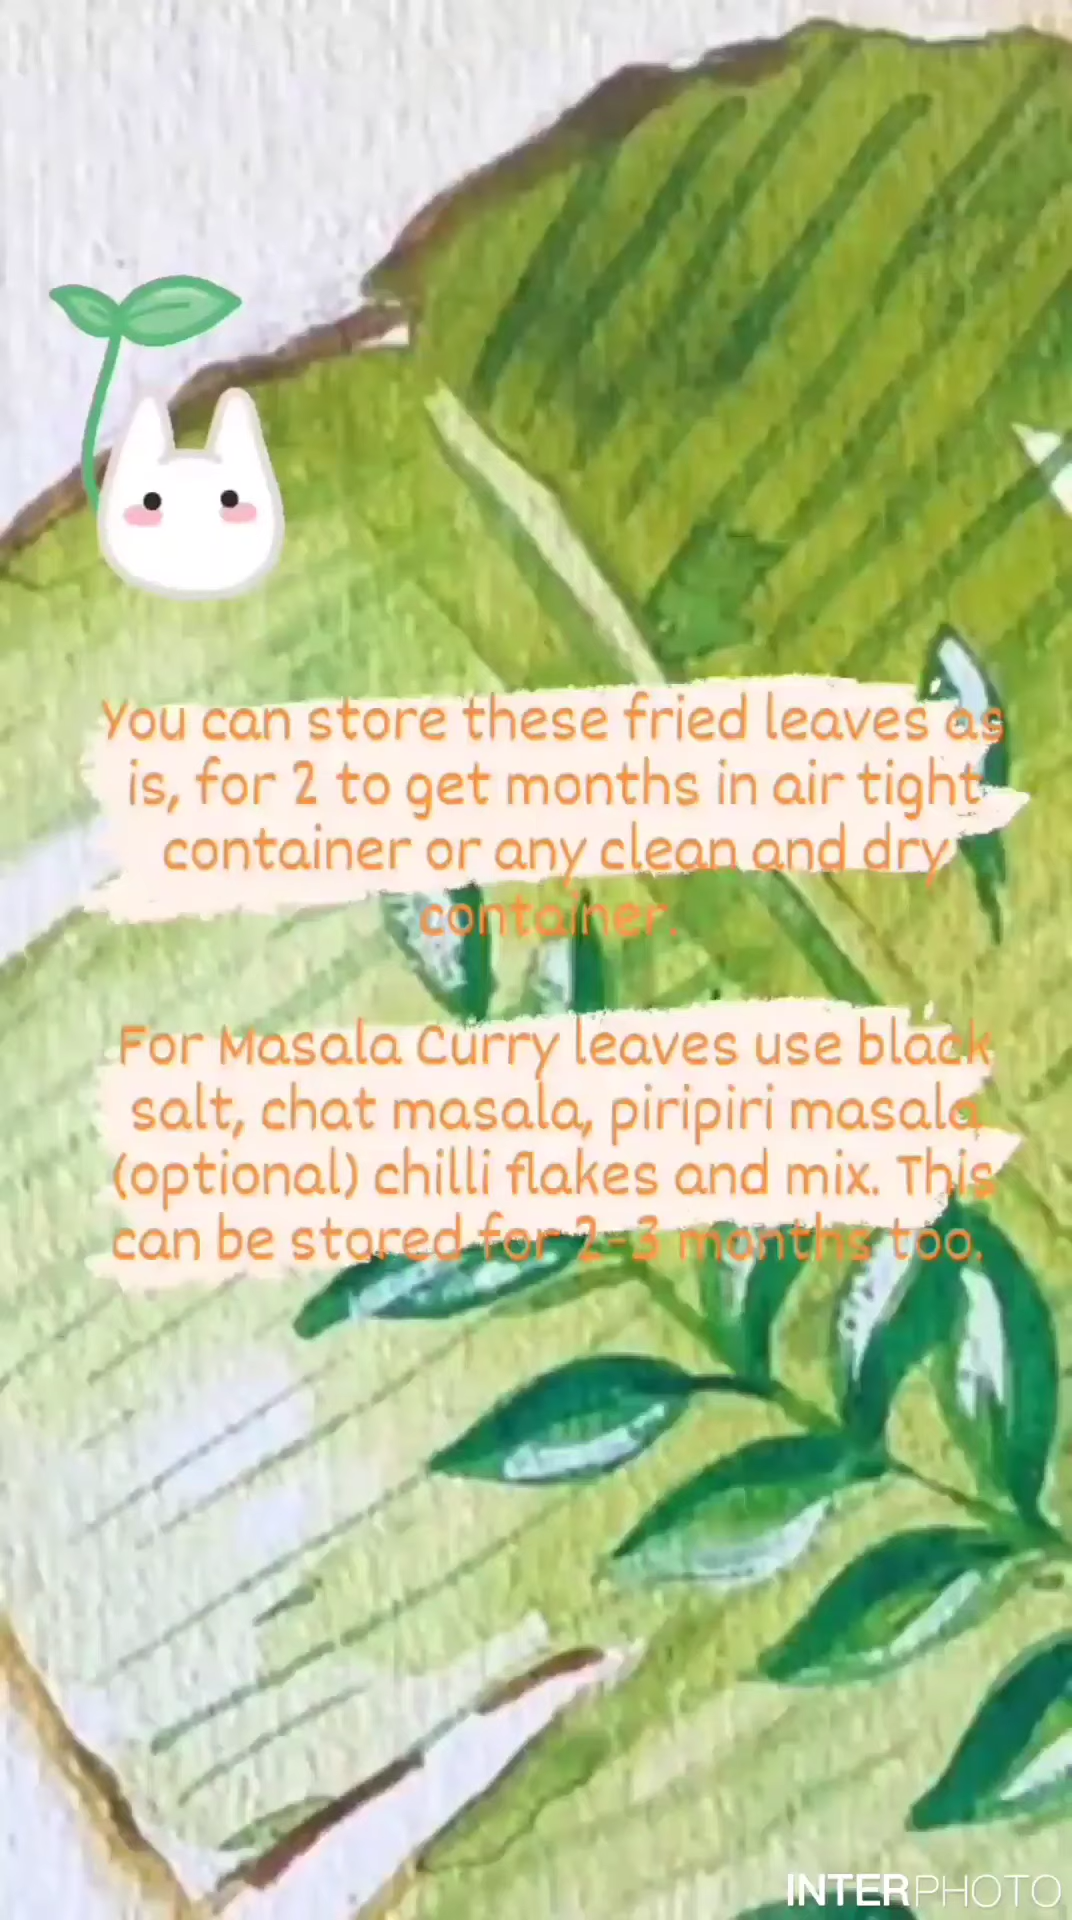 You can store these fried leaves as
is, for 2 to get months in air tight
container or any clean and dry
container.
For Masala Curry leaves use black
salt, chat masala, piripiri masala
(optional) chilli flakes and mix. This
can be stored for 2-3 months too.
INTERPHOTO